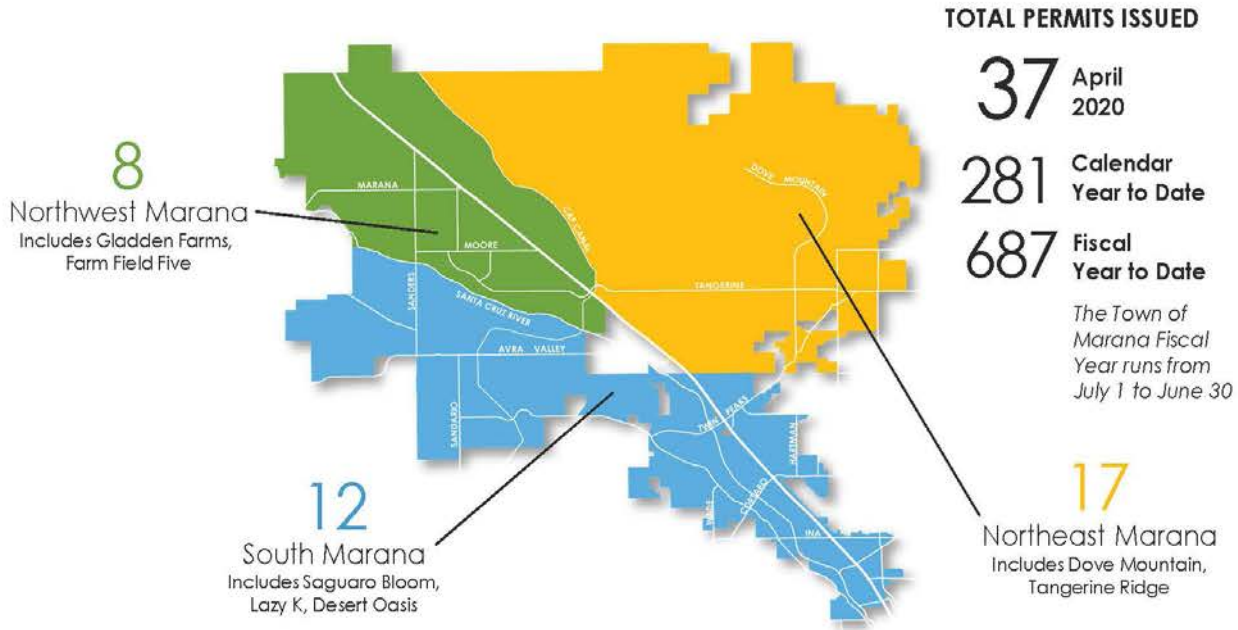 TOTAL PERMITS ISSUED
37
April
2020
281
Calendar
Year to Date
687
Fiscal
Year to Date
The Town of
Marana Fiscal
Year runs from
July 1 to June 30
8
Northwest Marana
Includes Gladden Farms,
Farm Field Five
12
South Marana
Includes Saguaro Bloom,
Lazy K, Desert Oasis
17
Northeast Marana
Includes Dove Mountain,
Tangerine Ridge
MARANA
MOORE
SANDERS
CAP CANAL
DOVE MOUNTAIN
TANGERINE
SANTA CRUZ RIVER
AVRA VALLEY
SANDARIO
TWIN PEAKS
HARTMAN
CORTARO
INA